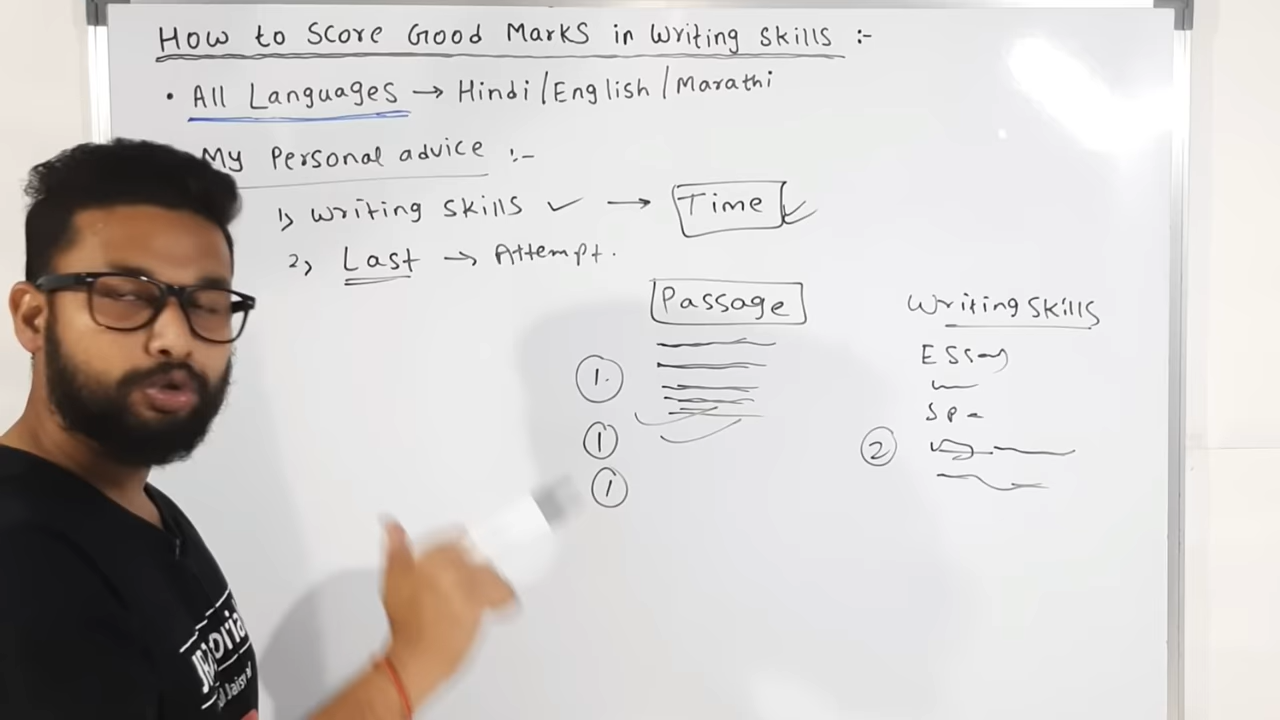 How to Score Good Marks in Writing Skills :-
• All Languages → Hindi/English/Marathi
My Personal advice :-
1) Writing Skills ✓ → Time ✓
2) Last → Attempt.
Passage
Writing Skills
Essay
1.
Spe
1
2
1